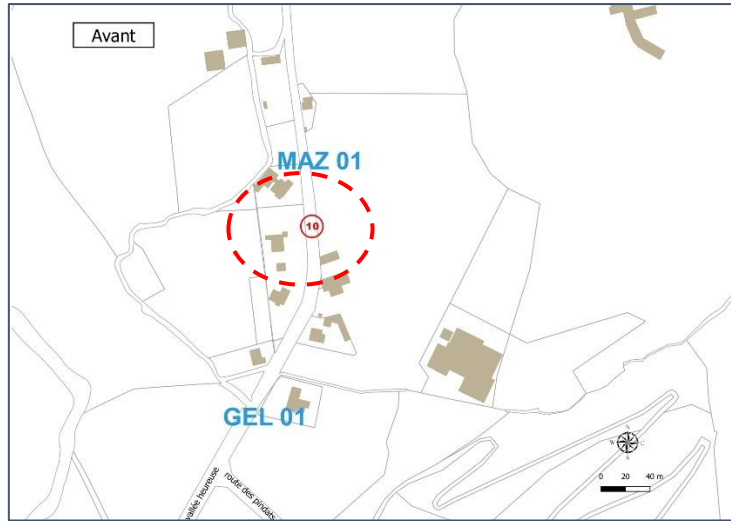 Avant
MAZ 01
10
GEL 01
vallée heureuse
route des pindats
N
W
0 20 40 m